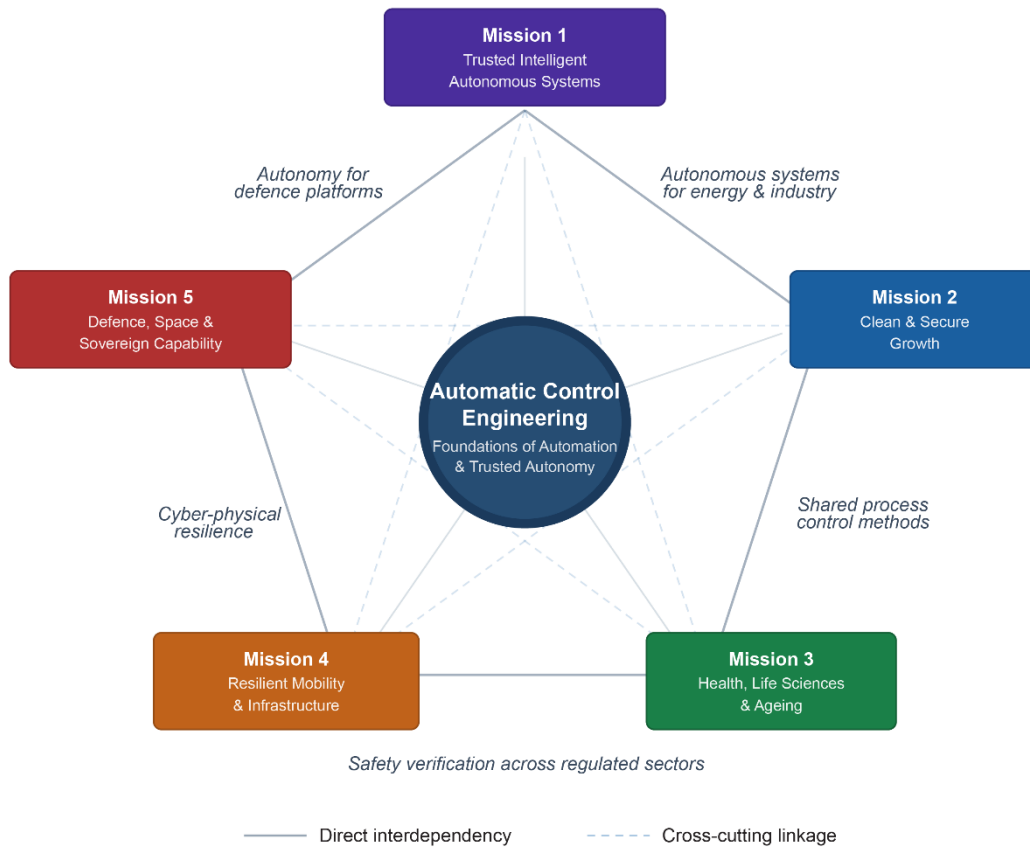 Mission 1
Trusted Intelligent
Autonomous Systems
Autonomy for
defence platforms
Autonomous systems
for energy & industry
Mission 5
Defence, Space &
Sovereign Capability
Mission 2
Clean & Secure
Growth
Automatic Control
Engineering
Foundations of Automation
& Trusted Autonomy
Cyber-physical
resilience
Shared process
control methods
Mission 4
Resilient Mobility
& Infrastructure
Mission 3
Health, Life Sciences
& Ageing
Safety verification across regulated sectors
Direct interdependency
Cross-cutting linkage